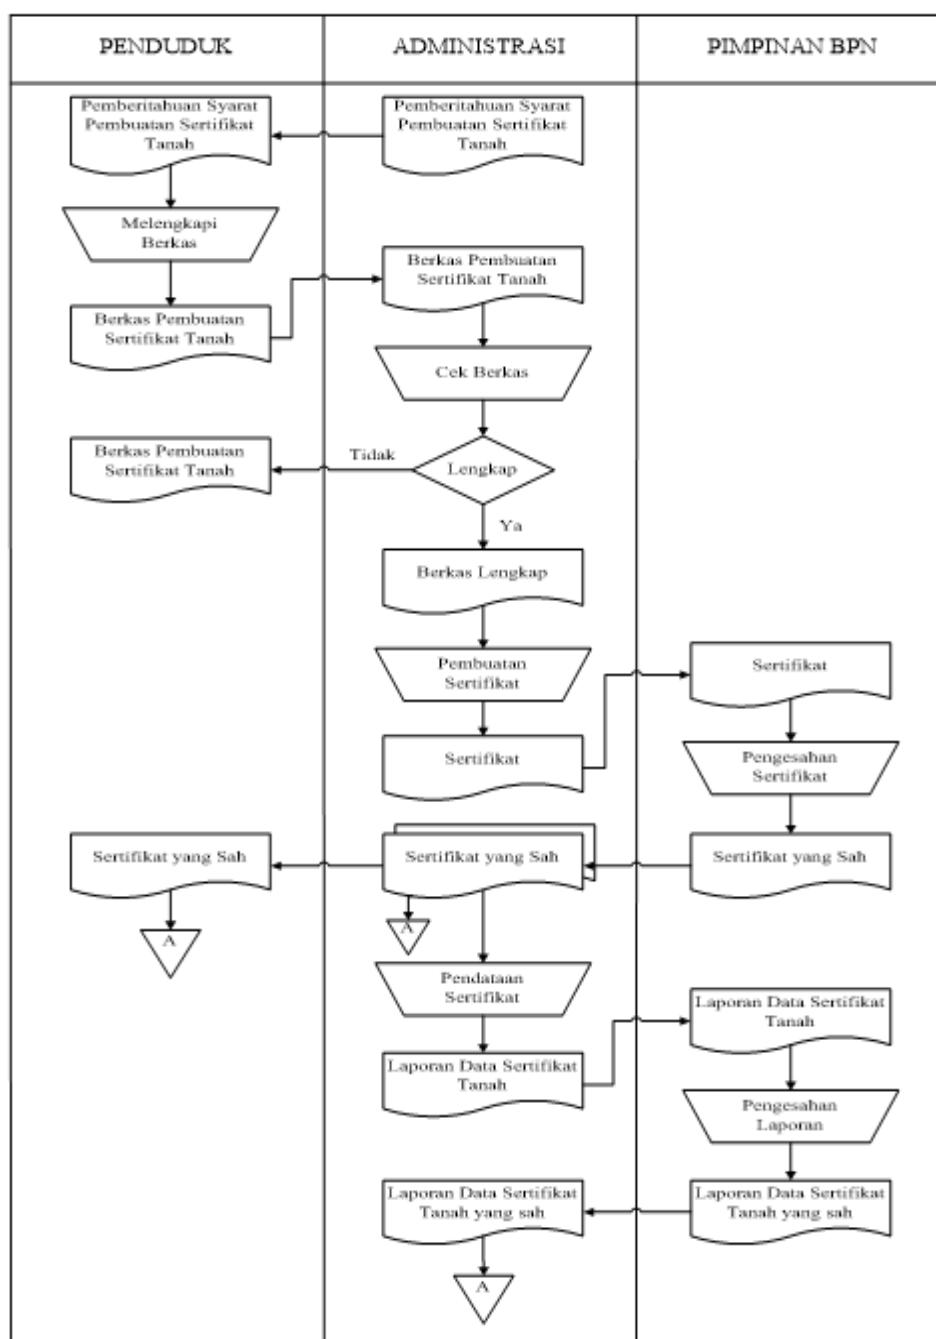 PENDUDUK
ADMINISTRASI
PIMPINAN BPN
Pemberitahuan Syarat
Pembuatan Sertifikat
Tanah
Pemberitahuan Syarat
Pembuatan Sertifikat
Tanah
Melengkapi
Berkas
Berkas Pembuatan
Sertifikat Tanah
Berkas Pembuatan
Sertifikat Tanah
Cek Berkas
Lengkap
Tidak
Berkas Pembuatan
Sertifikat Tanah
Ya
Berkas Lengkap
Pembuatan
Sertifikat
Sertifikat
Sertifikat
Pengesahan
Sertifikat
Sertifikat yang Sah
Sertifikat yang Sah
Sertifikat yang Sah
A
A
Pendataan
Sertifikat
Laporan Data Sertifikat
Tanah
Laporan Data Sertifikat
Tanah
Pengesahan
Laporan
Laporan Data Sertifikat
Tanah yang sah
Laporan Data Sertifikat
Tanah yang sah
A